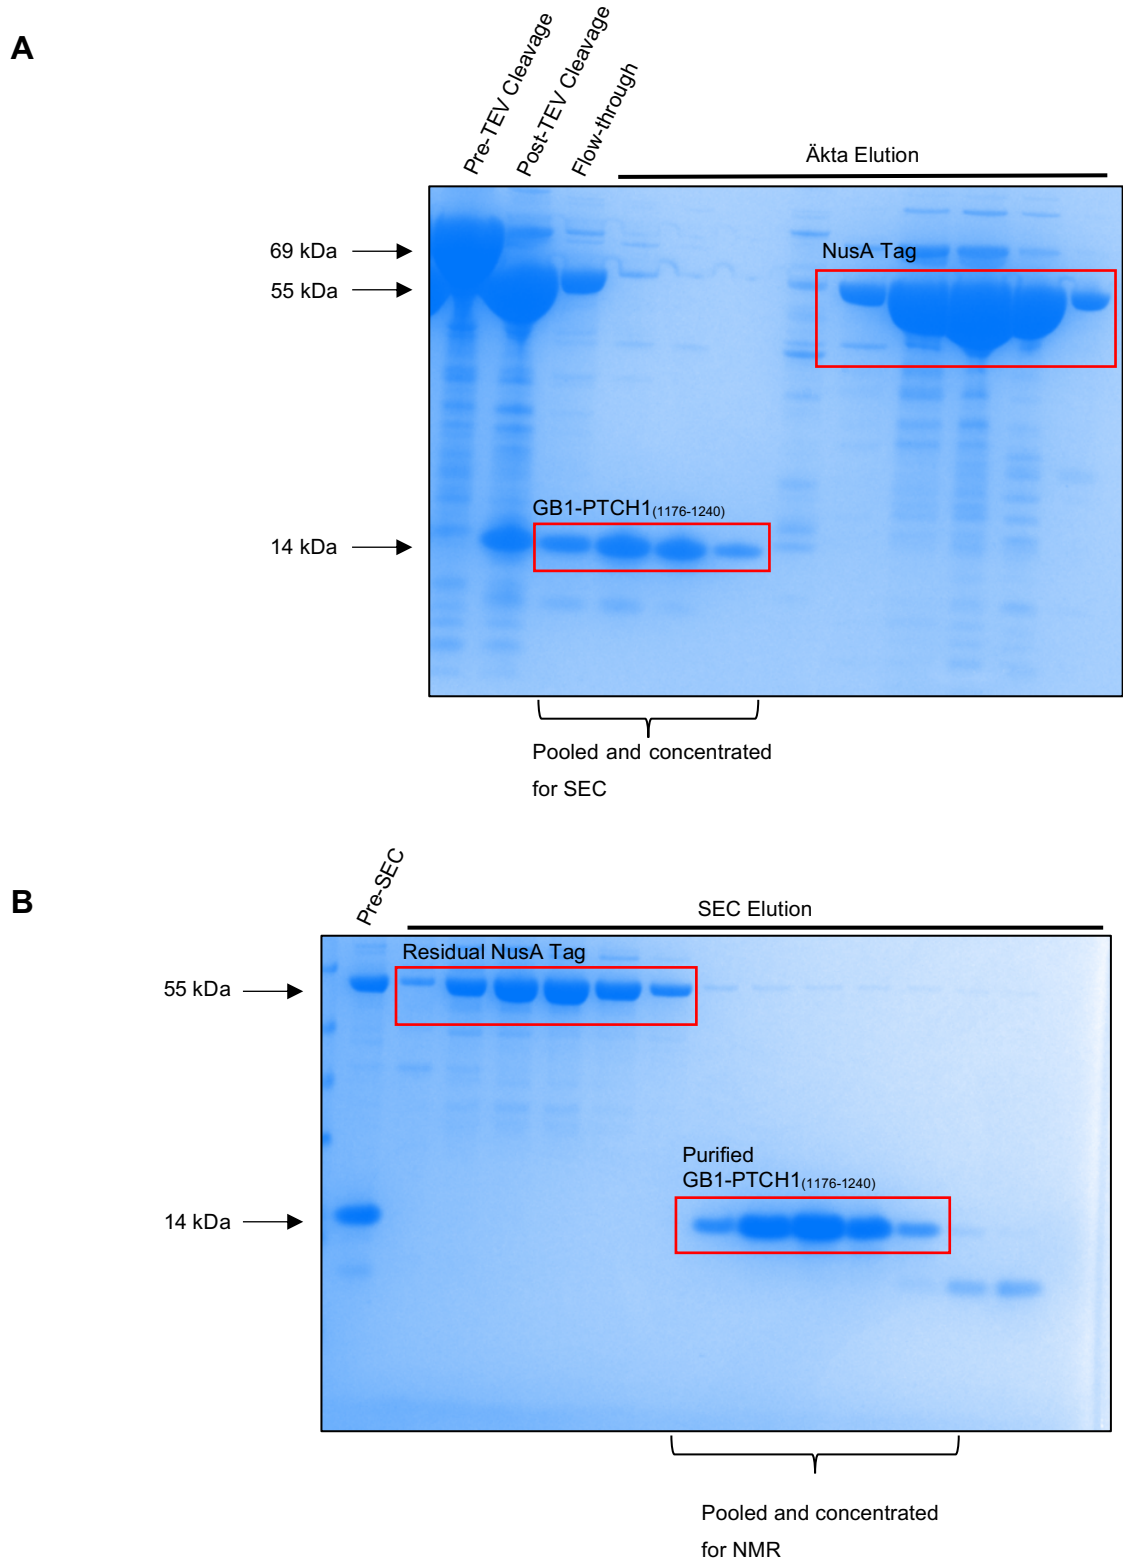 A
Pre-TEV Cleavage
Post-TEV Cleavage
Flow-through
Äkta Elution
69 kDa
55 kDa
NusA Tag
GB1-PTCH1(1176-1240)
14 kDa
Pooled and concentrated
for SEC
B
Pre-SEC
SEC Elution
Residual NusA Tag
55 kDa
Purified
GB1-PTCH1(1176-1240)
14 kDa
Pooled and concentrated
for NMR